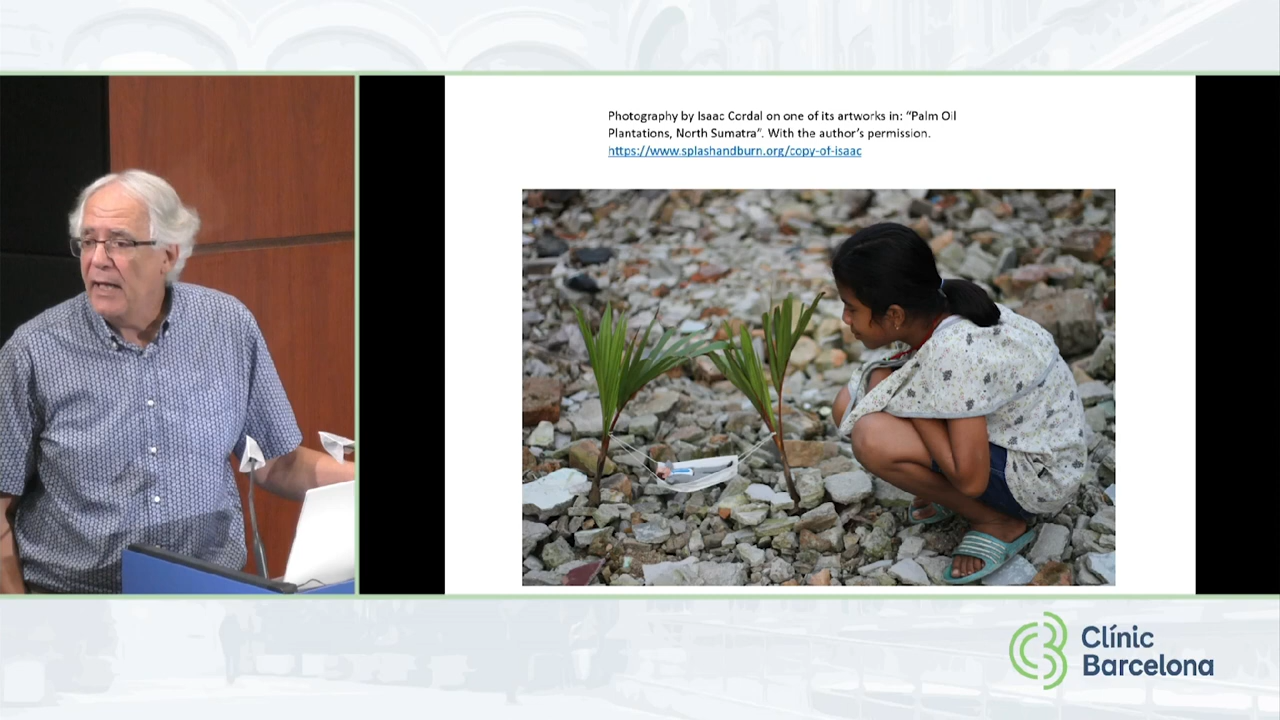 Photography by Isaac Cordal on one of its artworks in: “Palm Oil
Plantations, North Sumatra”. With the author’s permission.
https://www.splashandburn.org/copy-of-isaac
Clínic
Barcelona